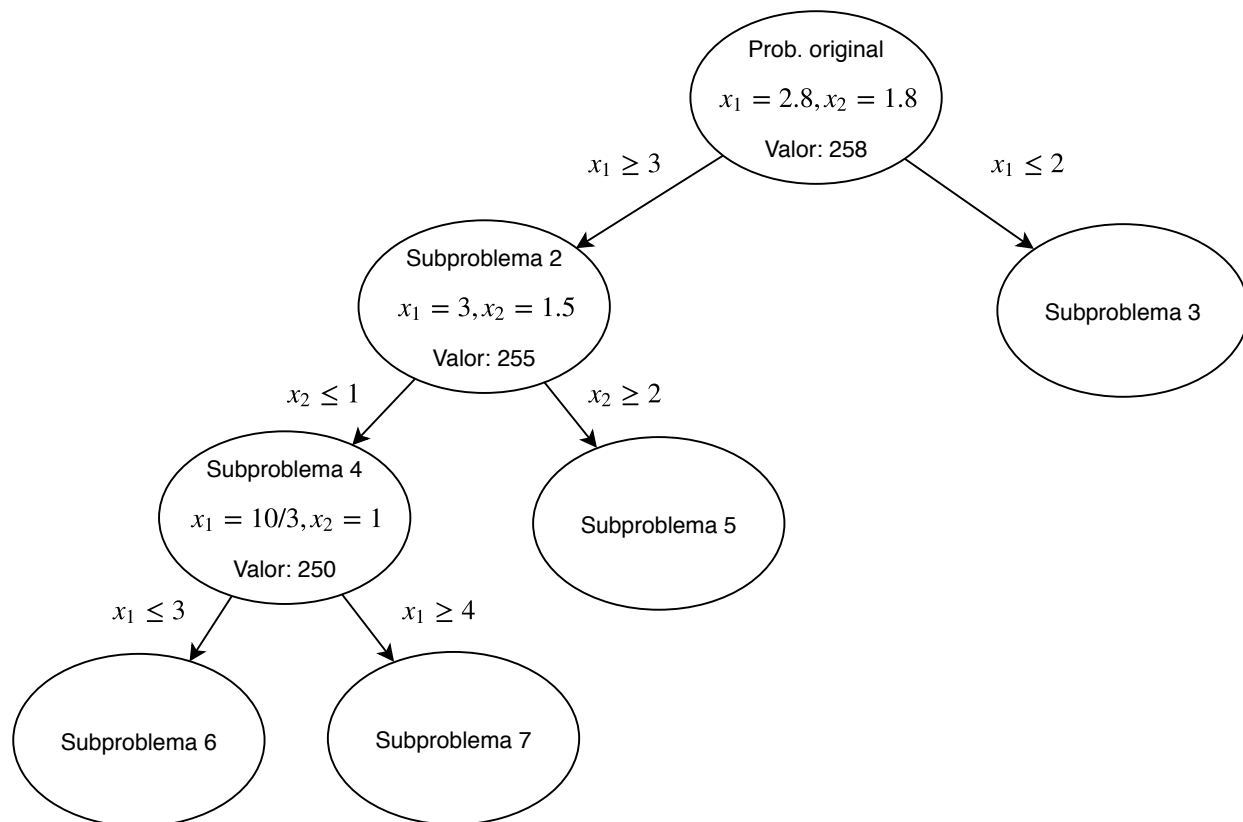 Prob. original
x₁ = 2.8, x₂ = 1.8
Valor: 258
x₁ ≥ 3
x₁ ≤ 2
Subproblema 2
x₁ = 3, x₂ = 1.5
Valor: 255
Subproblema 3
x₂ ≤ 1
x₂ ≥ 2
Subproblema 4
x₁ = 10/3, x₂ = 1
Valor: 250
Subproblema 5
x₁ ≤ 3
x₁ ≥ 4
Subproblema 6
Subproblema 7